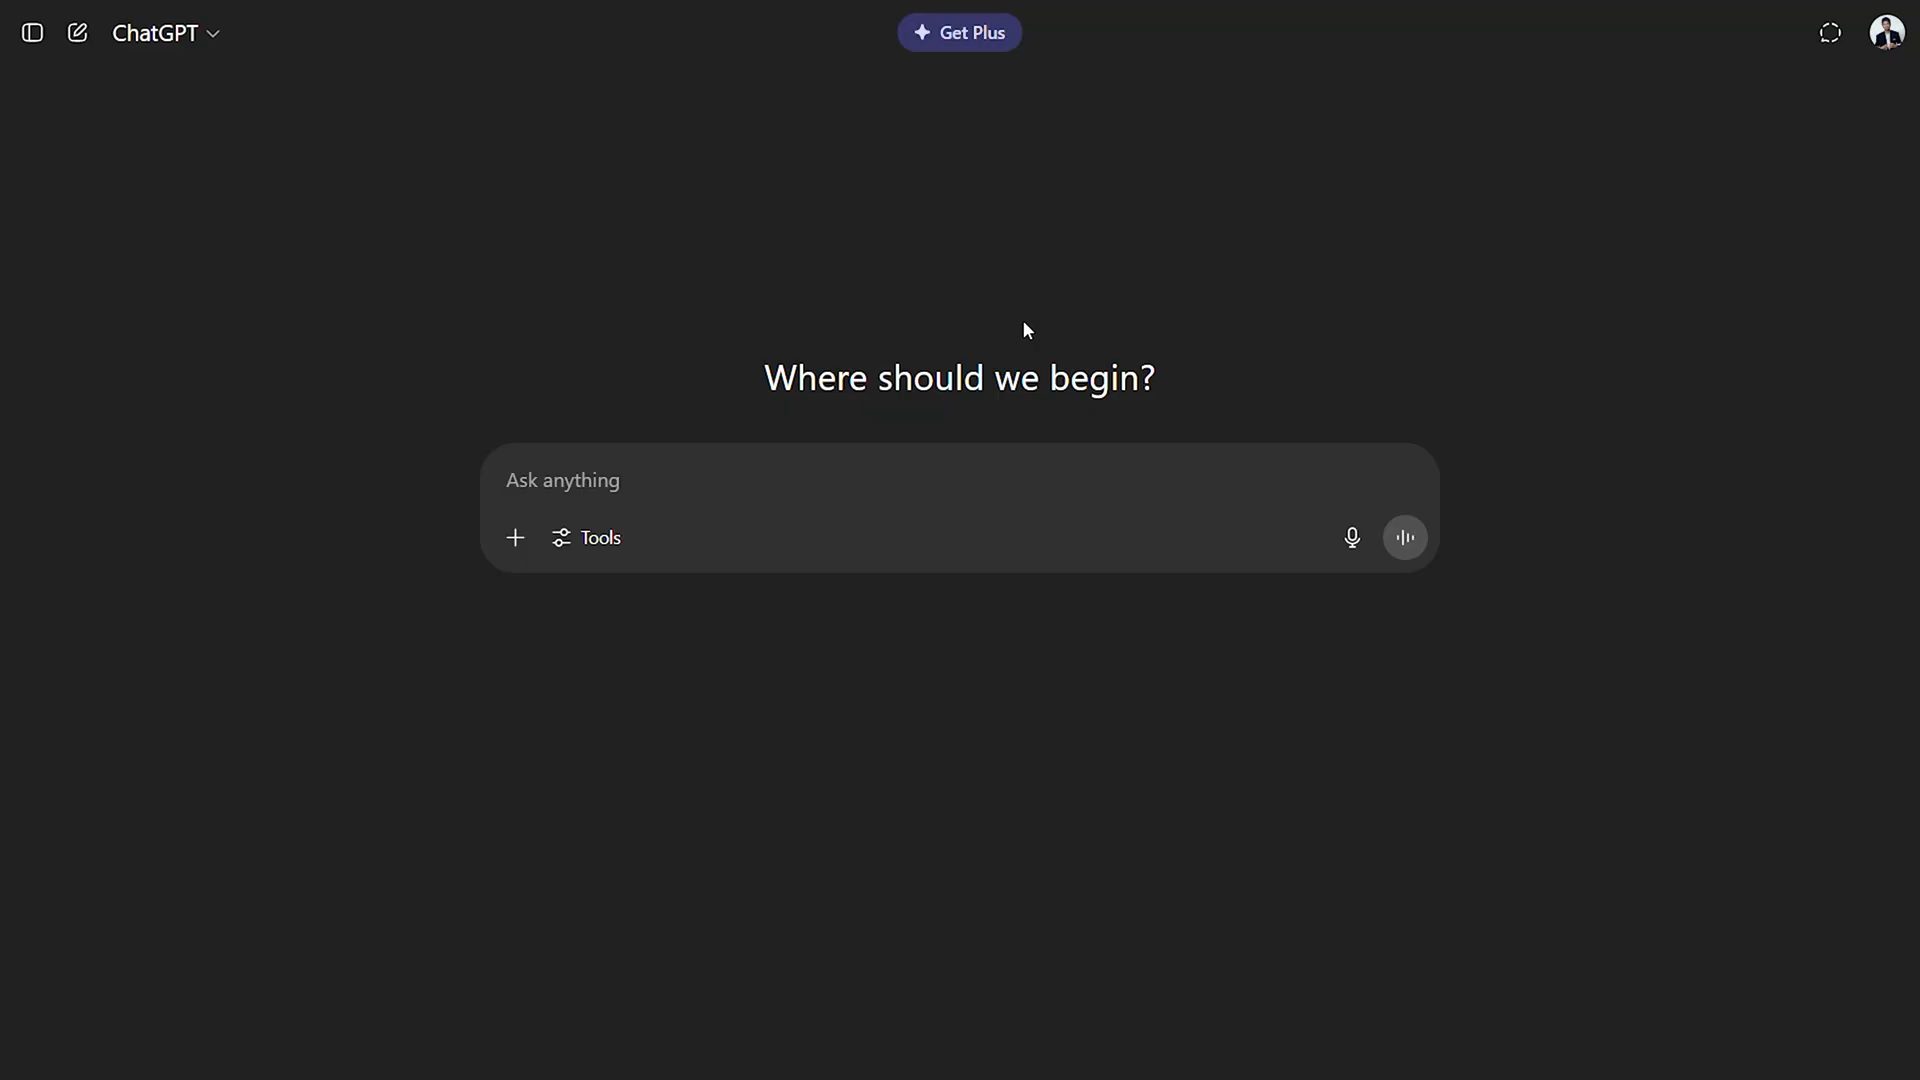 ChatGPT
Get Plus
Where should we begin?
Ask anything
Tools